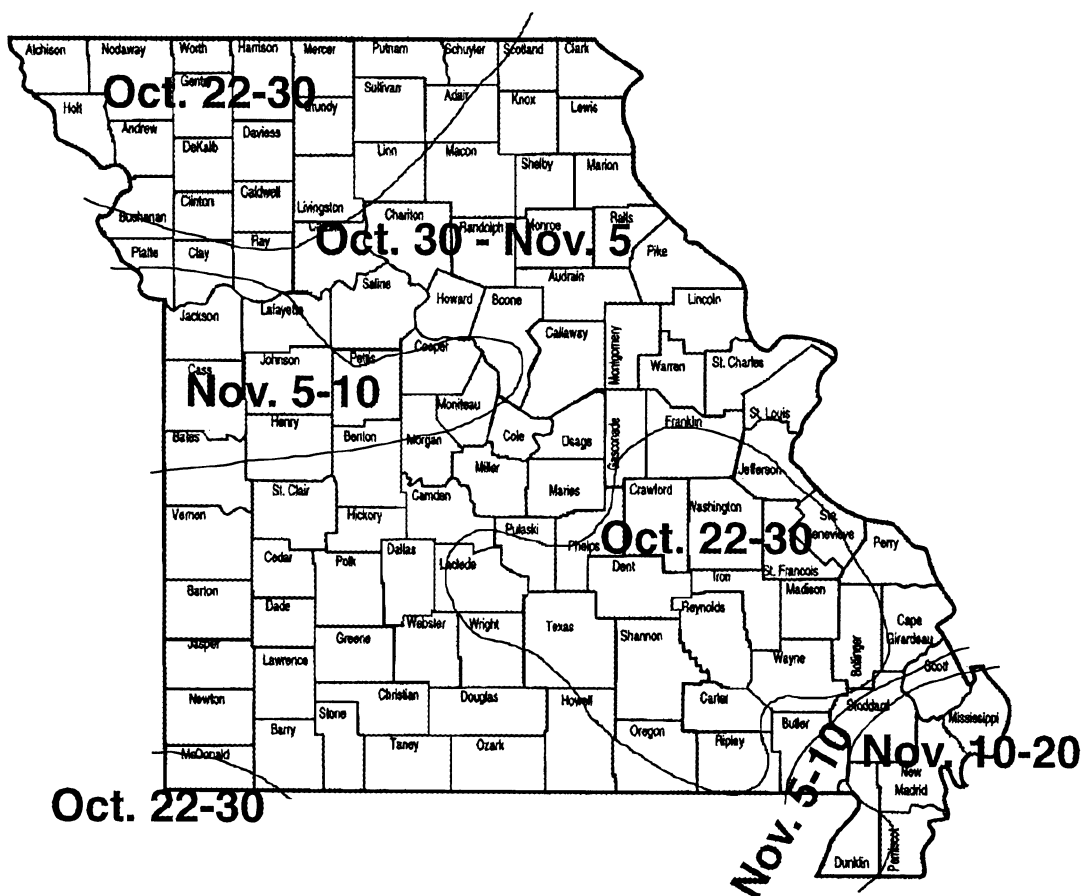 Atchison Nodaway Worth Harrison Mercer Putnam Schuyler Scotland Clark
Oct. 22-30
Holt Gentry Grundy Sullivan Adair Knox Lewis
Andrew DeKalb Daviess Linn Macon Shelby Marion
Buchanan Clinton Caldwell Livingston Chariton Randolph Monroe Ralls
Oct. 30 - Nov. 5
Platte Clay Ray Carroll Audrain Pike
Jackson Lafayette Saline Howard Boone Callaway Montgomery Lincoln
Cass Johnson Pettis Cooper Warren St. Charles
Nov. 5-10
Bates Henry Benton Morgan Moniteau Cole Osage Gasconade Franklin St. Louis
Jefferson
St. Clair Camden Miller Maries Crawford Washington
Vernon Hickory Pulaski Phelps Ste. Genevieve Perry
Oct. 22-30
Cedar Polk Dallas Laclede Dent Iron St. Francois
Barton Dade Madison
Jasper Greene Webster Wright Texas Shannon Reynolds Wayne Bollinger Cape Girardeau
Lawrence Scott
Newton Christian Douglas Howell Carter Stoddard
Stone Barry Taney Ozark Oregon Ripley Butler Mississippi
McDonald
Nov. 10-20
New Madrid
Oct. 22-30
Nov. 5-10
Dunklin Pemiscot